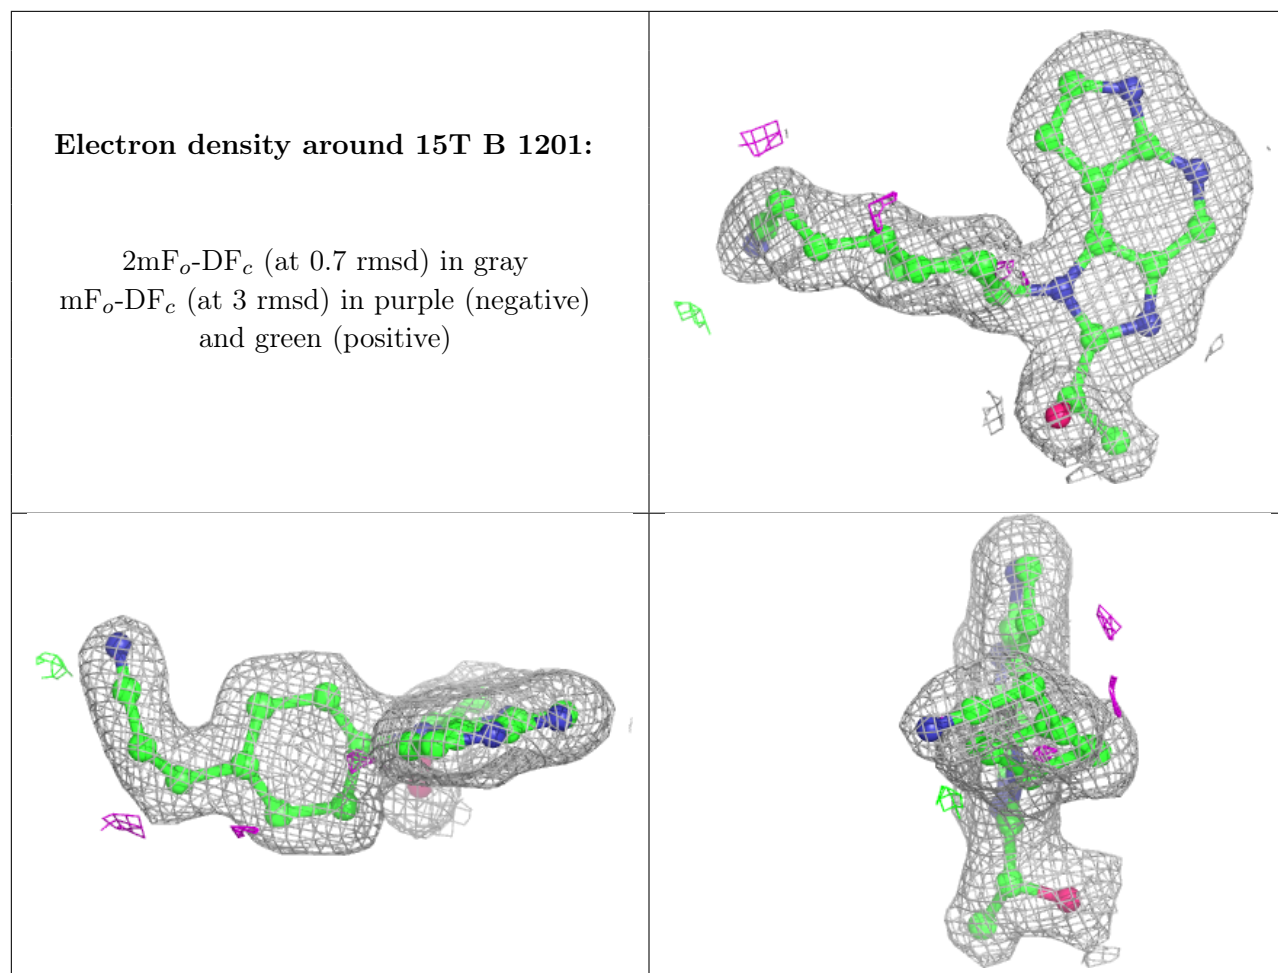 Electron density around 15T B 1201:
2mFo-DFc (at 0.7 rmsd) in gray
mFo-DFc (at 3 rmsd) in purple (negative)
and green (positive)